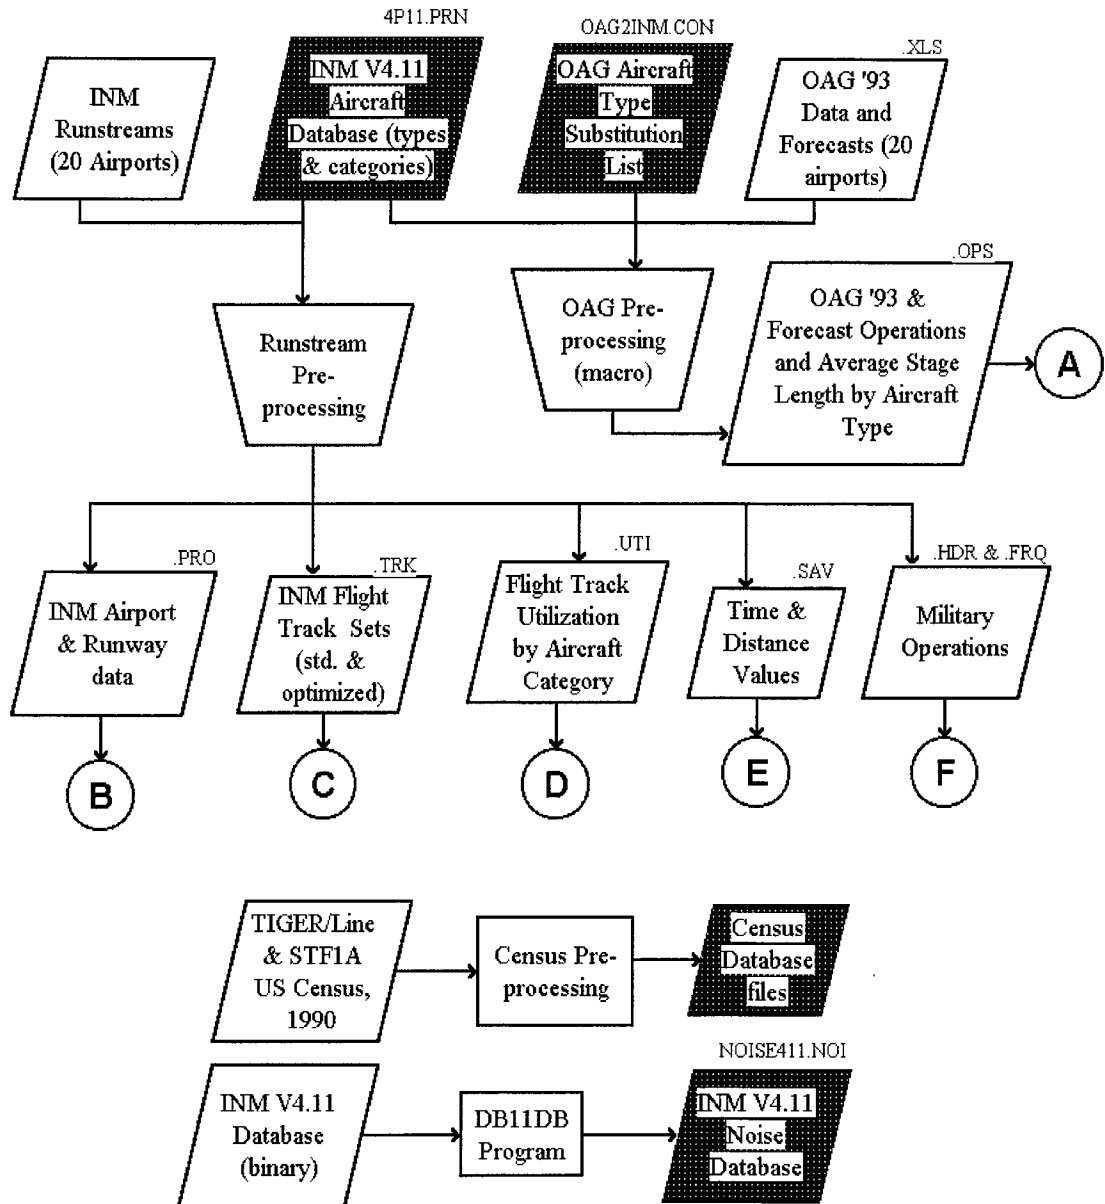 4P11.PRN
OAG2INM.CON
.XLS
INM
Runstreams
(20 Airports)
INM V4.11
Aircraft
Database (types
& categories)
OAG Aircraft
Type
Substitution
List
OAG '93
Data and
Forecasts (20
airports)
Runstream
Pre-
processing
OAG Pre-
processing
(macro)
.OPS
OAG '93 &
Forecast Operations
and Average Stage
Length by Aircraft
Type
A
.PRO
INM Airport
& Runway
data
.TRK
INM Flight
Track Sets
(std. &
optimized)
.UTI
Flight Track
Utilization
by Aircraft
Category
.SAV
Time &
Distance
Values
.HDR & .FRQ
Military
Operations
B
C
D
E
F
TIGER/Line
& STF1A
US Census,
1990
Census Pre-
processing
Census
Database
files
INM V4.11
Database
(binary)
DB11DB
Program
NOISE411.NOI
INM V4.11
Noise
Database